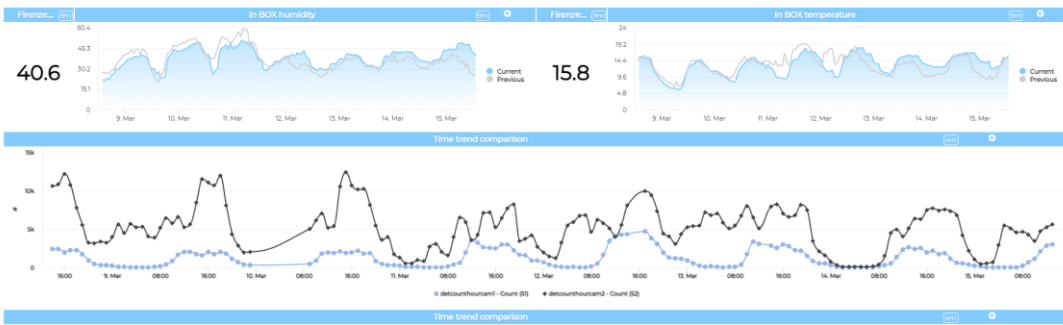 Firenze:... 9m In BOX humidity 9m
Firenze:... 9m In BOX temperature 9m
40.6
60.4
45.3
30.2
15.1
0
9. Mar 10. Mar 11. Mar 12. Mar 13. Mar 14. Mar 15. Mar
Current
Previous
15.8
24
19.2
14.4
9.6
4.8
0
9. Mar 10. Mar 11. Mar 12. Mar 13. Mar 14. Mar 15. Mar
Current
Previous
Time trend comparison 4m
15k
10k
5k
0
#
16:00 9. Mar 08:00 16:00 10. Mar 08:00 16:00 11. Mar 08:00 16:00 12. Mar 08:00 16:00 13. Mar 08:00 16:00 14. Mar 08:00 16:00 15. Mar 08:00
detcounthourcam1 - Count (S1) detcounthourcam2 - Count (S2)
Time trend comparison 4m